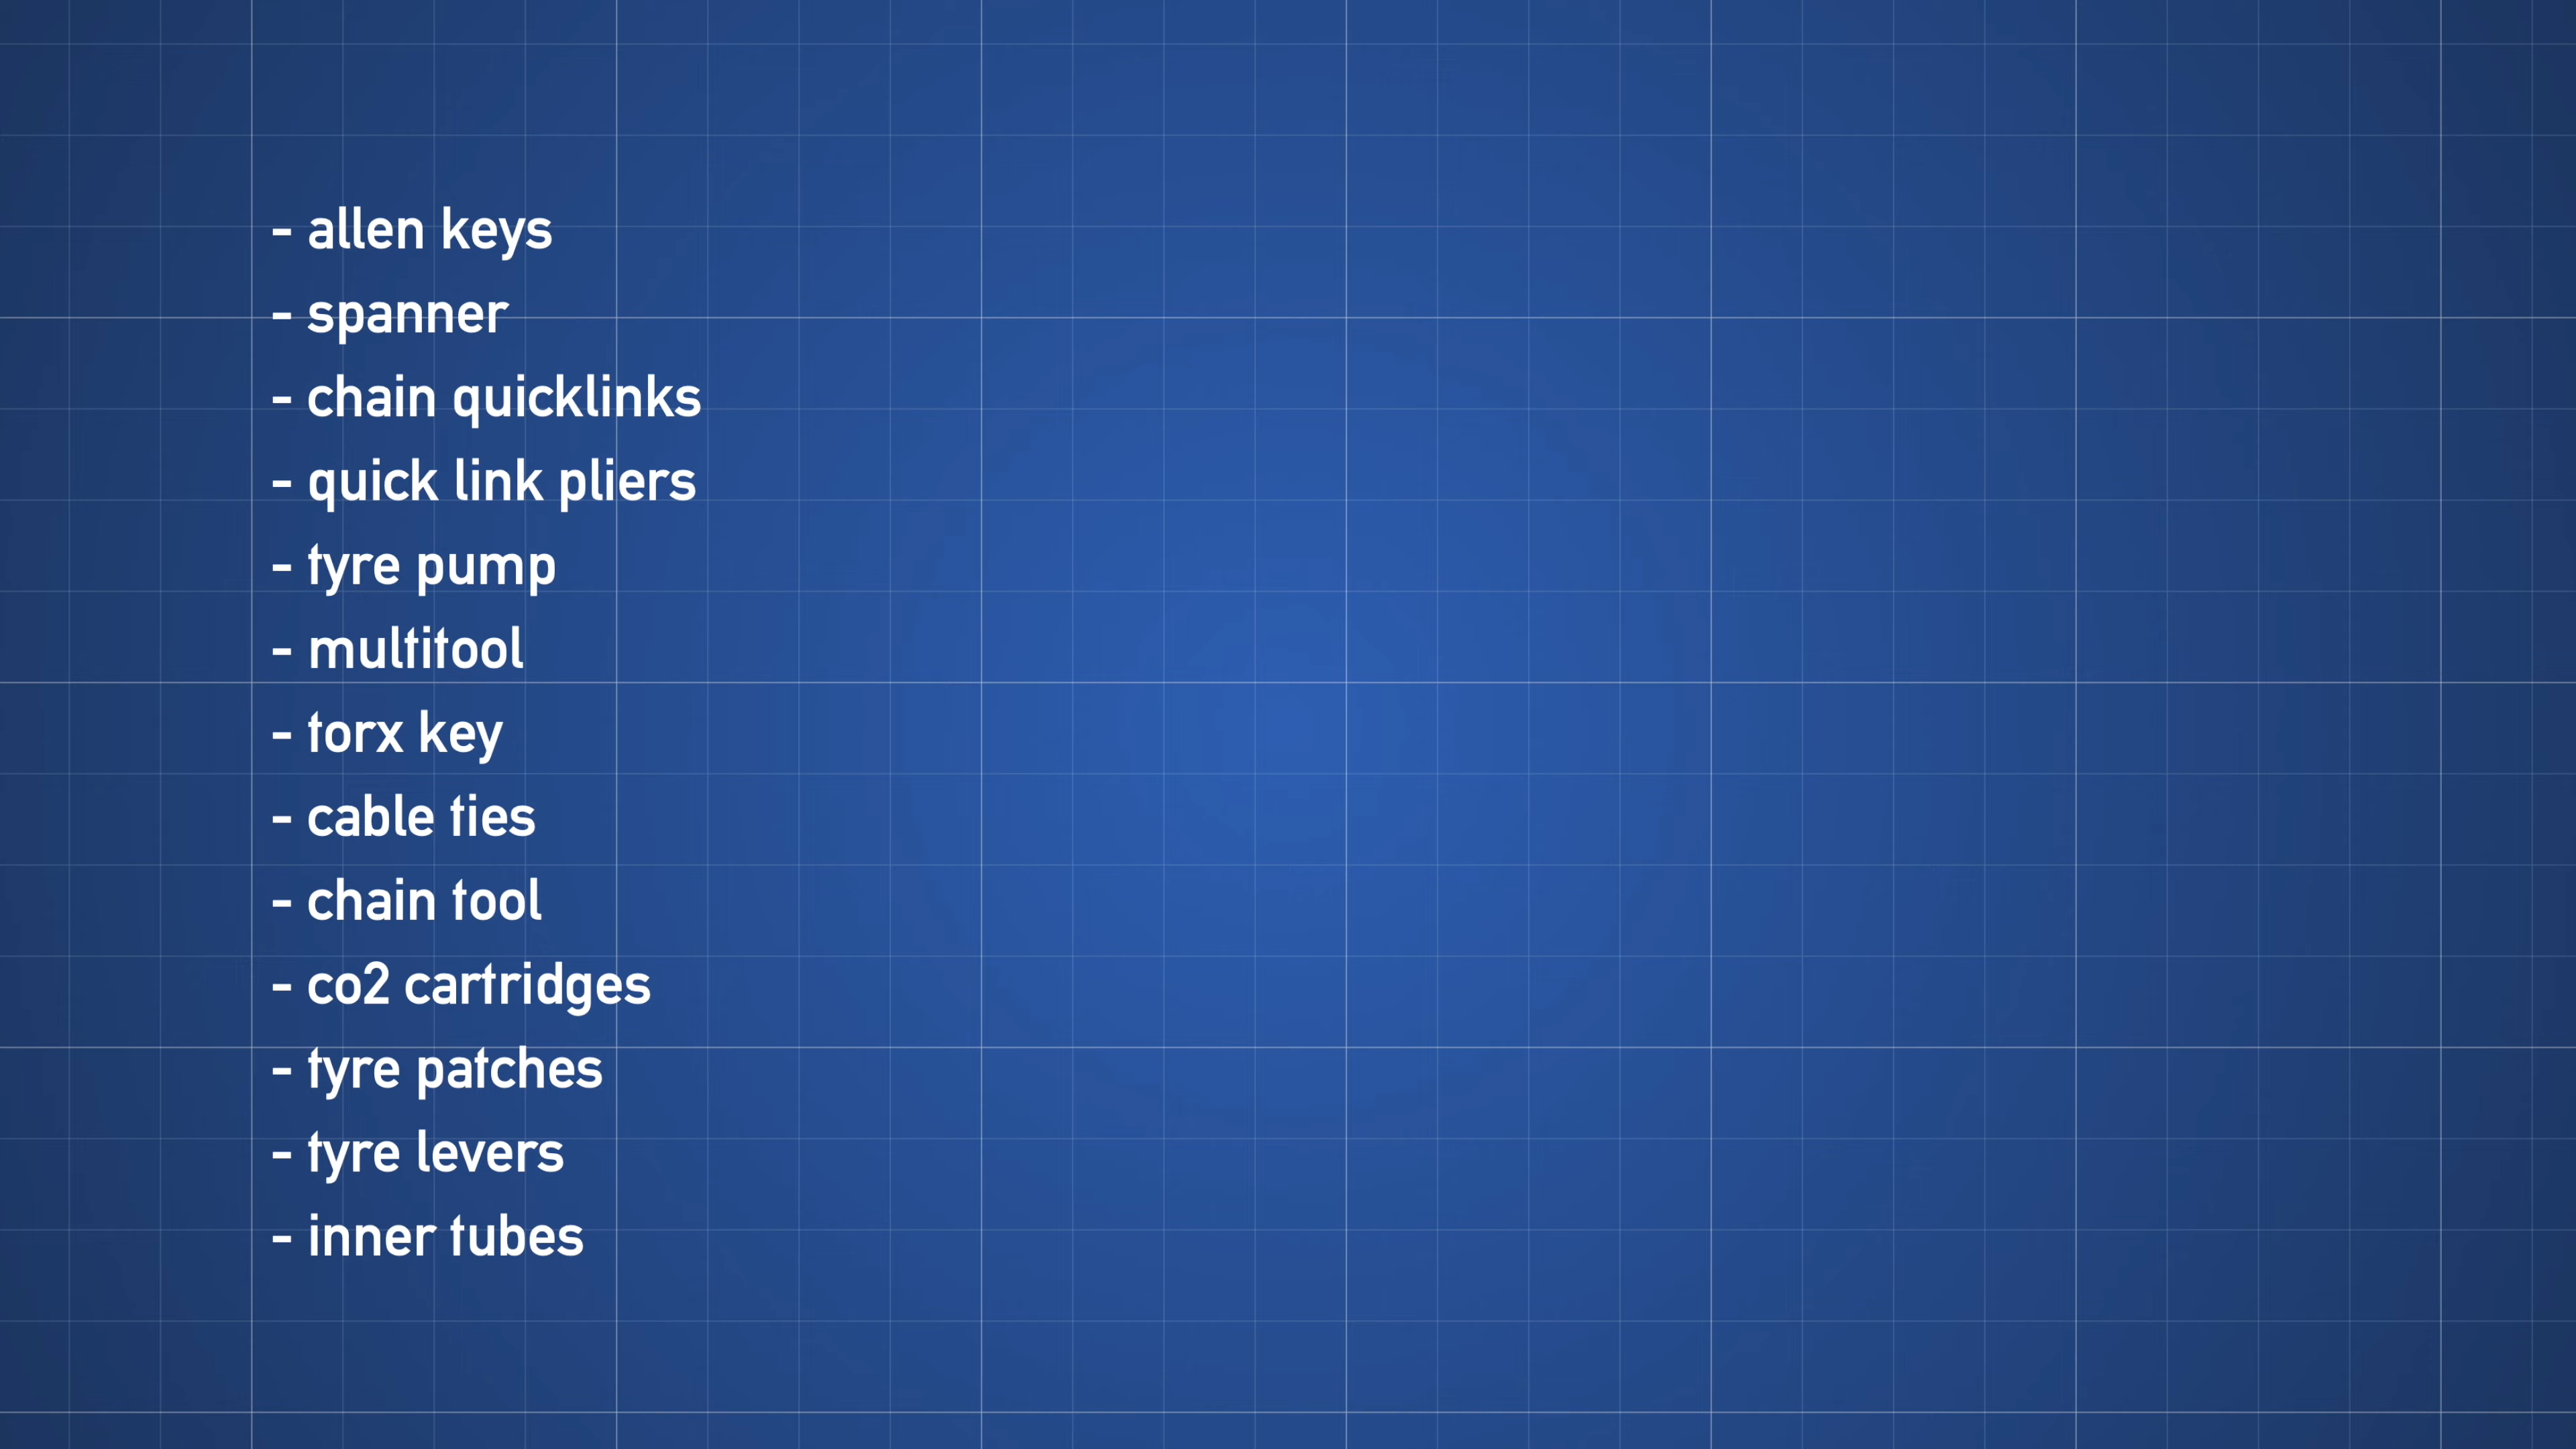 - allen keys
- spanner
- chain quicklinks
- quick link pliers
- tyre pump
- multitool
- torx key
- cable ties
- chain tool
- co2 cartridges
- tyre patches
- tyre levers
- inner tubes